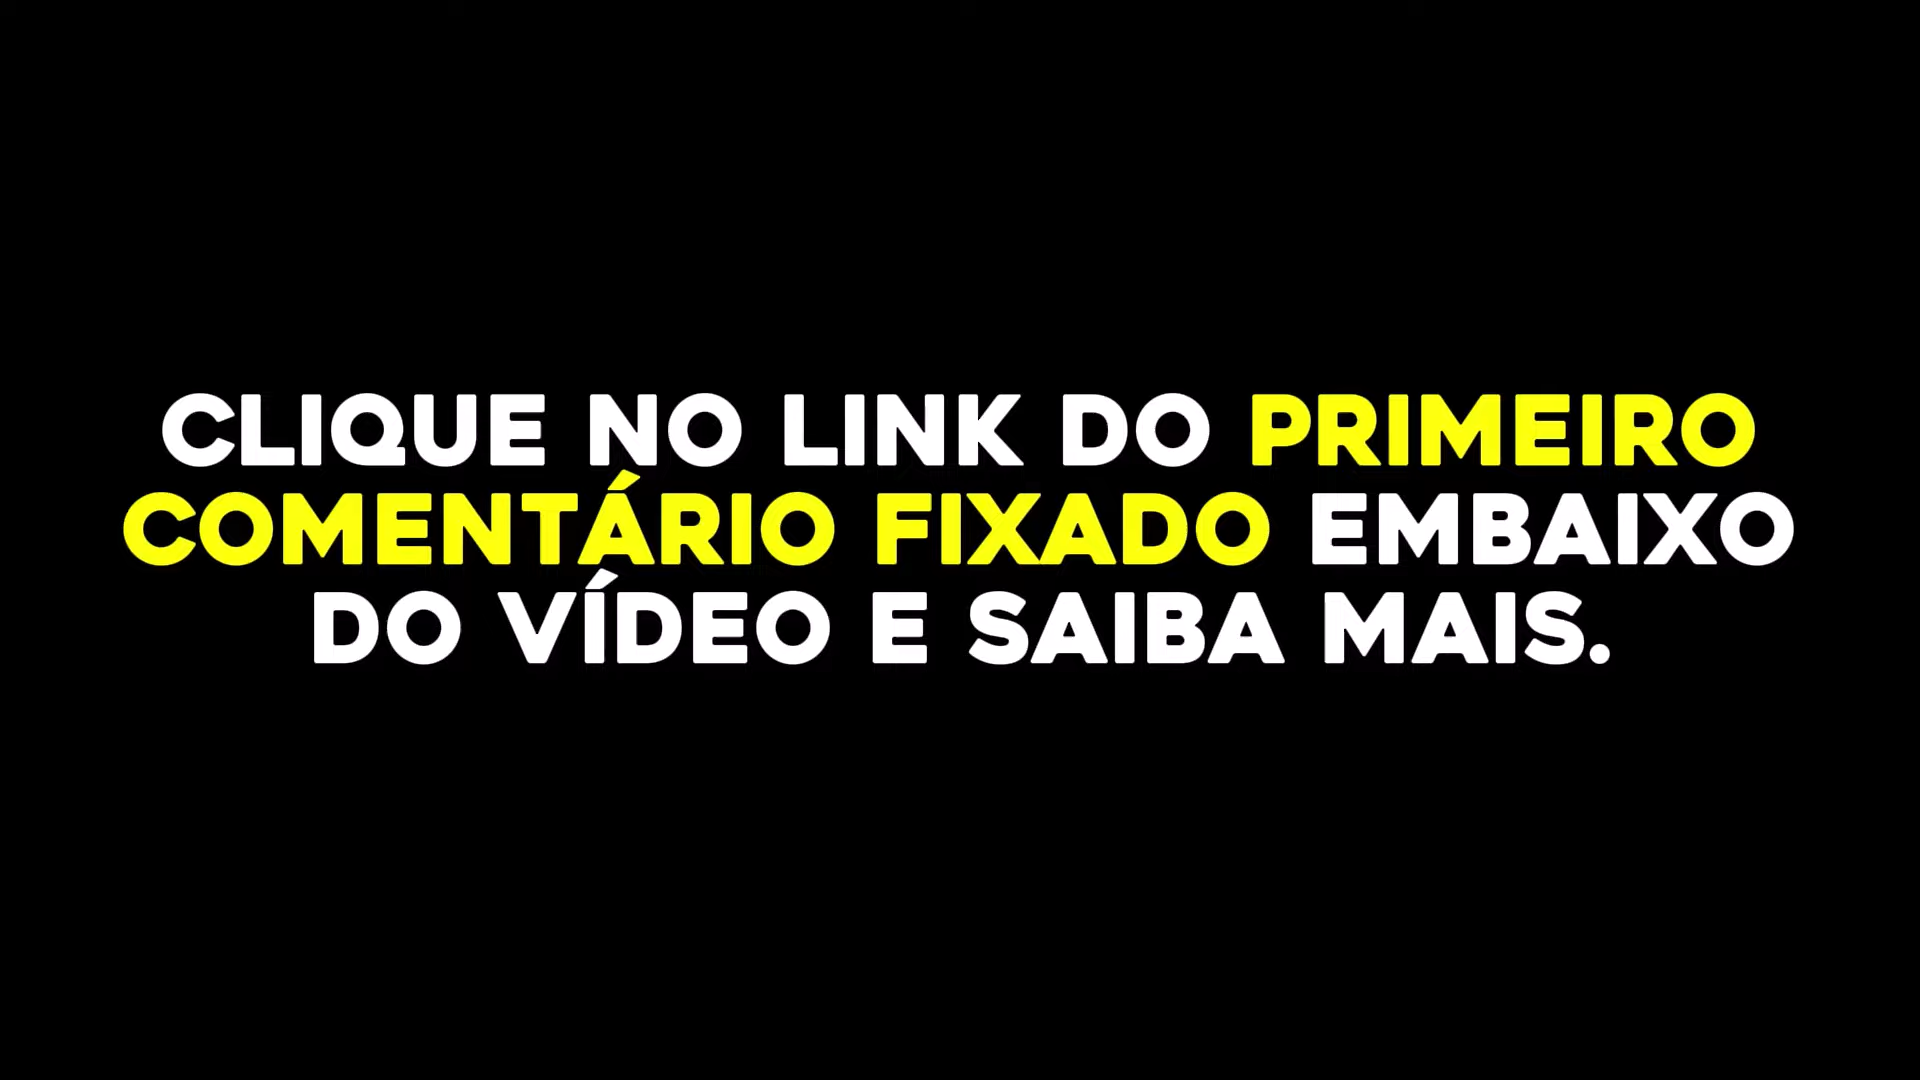 CLIQUE NO LINK DO PRIMEIRO
COMENTÁRIO FIXADO EMBAIXO
DO VÍDEO E SAIBA MAIS.